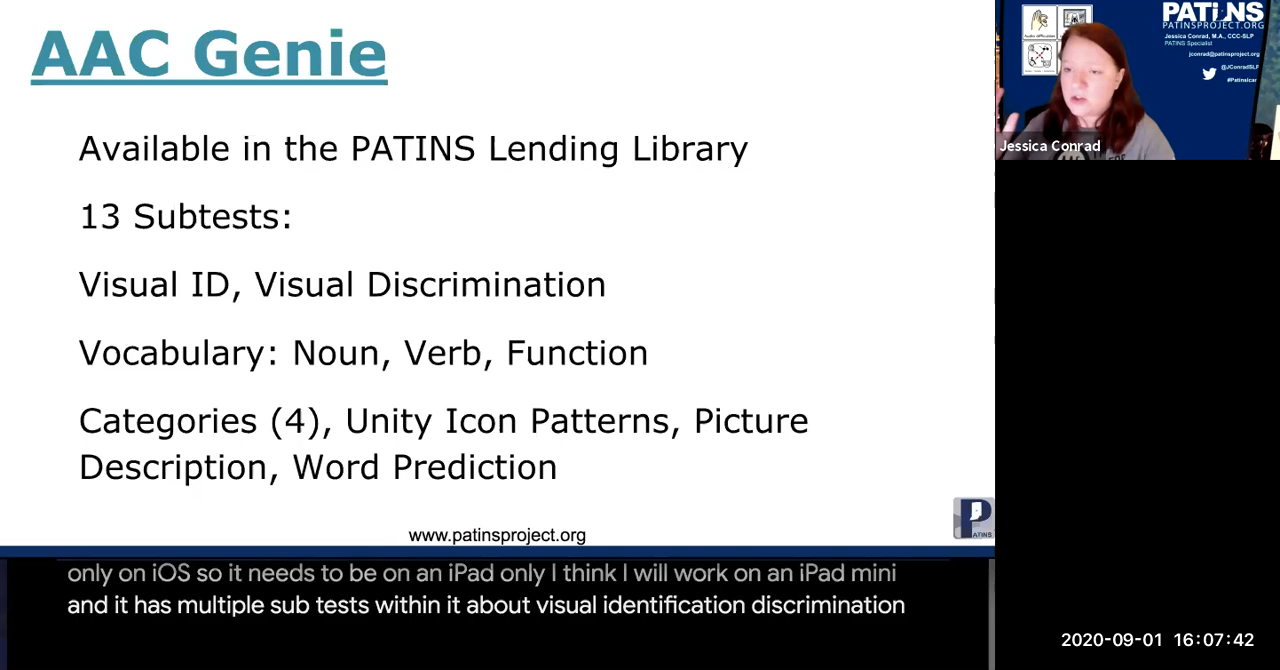 AAC Genie
Available in the PATINS Lending Library
13 Subtests:
Visual ID, Visual Discrimination
Vocabulary: Noun, Verb, Function
Categories (4), Unity Icon Patterns, Picture
Description, Word Prediction
www.patinsproject.org
PATINS
only on iOS so it needs to be on an iPad only I think I will work on an iPad mini
and it has multiple sub tests within it about visual identification discrimination
PATINS
PATINSPROJECT.ORG
Jessica Conrad, M.A., CCC-SLP
PATINS Specialist
jconrad@patinsproject.org
@JConradSLP
#Patinsicam
Jessica Conrad
2020-09-01 16:07:42